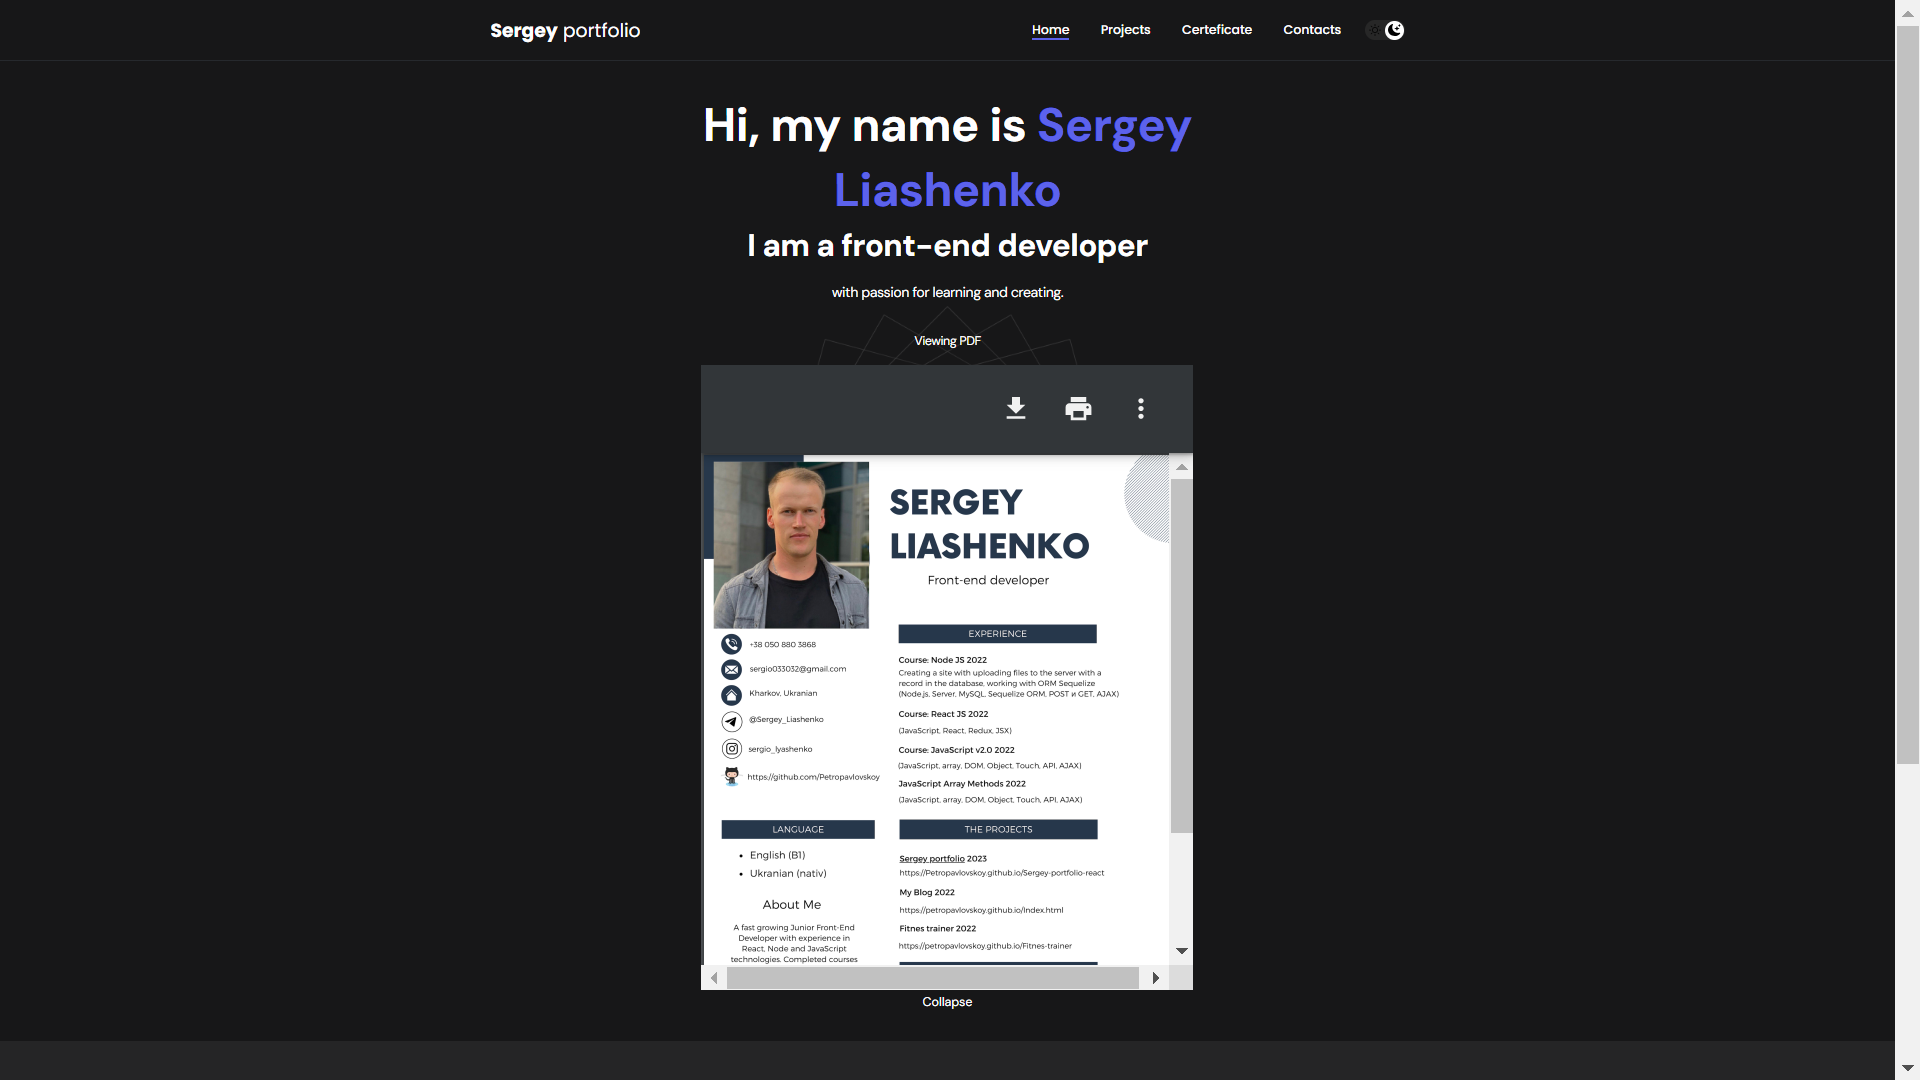 Sergey portfolio
Home
Projects
Certeficate
Contacts
Hi, my name is Sergey
Liashenko
I am a front-end developer
with passion for learning and creating.
Viewing PDF
SERGEY
LIASHENKO
Front-end developer
+38 050 880 3868
sergio033032@gmail.com
Kharkov, Ukranian
@Sergey_Liashenko
sergio_lyashenko
https://github.com/Petropavlovskoy
LANGUAGE
English (B1)
Ukranian (nativ)
About Me
A fast growing Junior Front-End
Developer with experience in
React, Node and JavaScript
technologies. Completed courses
EXPERIENCE
Course: Node JS 2022
Creating a site with uploading files to the server with a
record in the database, working with ORM Sequelize
(Node.js, Server, MySQL, Sequelize ORM, POST и GET, AJAX)
Course: React JS 2022
(JavaScript, React, Redux, JSX)
Course: JavaScript v2.0 2022
(JavaScript, array, DOM, Object, Touch, API, AJAX)
JavaScript Array Methods 2022
(JavaScript, array, DOM, Object, Touch, API, AJAX)
THE PROJECTS
Sergey portfolio 2023
https://Petropavlovskoy.github.io/Sergey-portfolio-react
My Blog 2022
https://petropavlovskoy.github.io/index.html
Fitnes trainer 2022
https://petropavlovskoy.github.io/Fitnes-trainer
Collapse